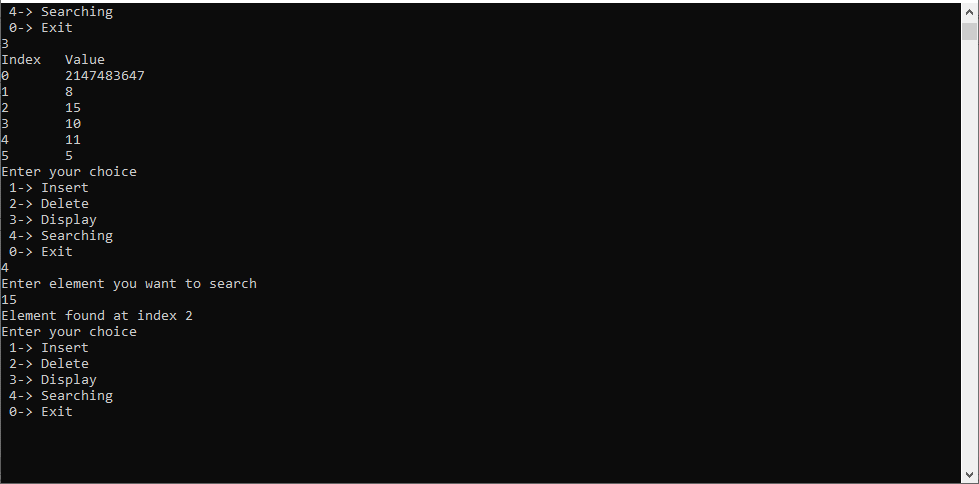 4-> Searching
0-> Exit
3
Index Value
0 2147483647
1 8
2 15
3 10
4 11
5 5
Enter your choice
1-> Insert
2-> Delete
3-> Display
4-> Searching
0-> Exit
4
Enter element you want to search
15
Element found at index 2
Enter your choice
1-> Insert
2-> Delete
3-> Display
4-> Searching
0-> Exit